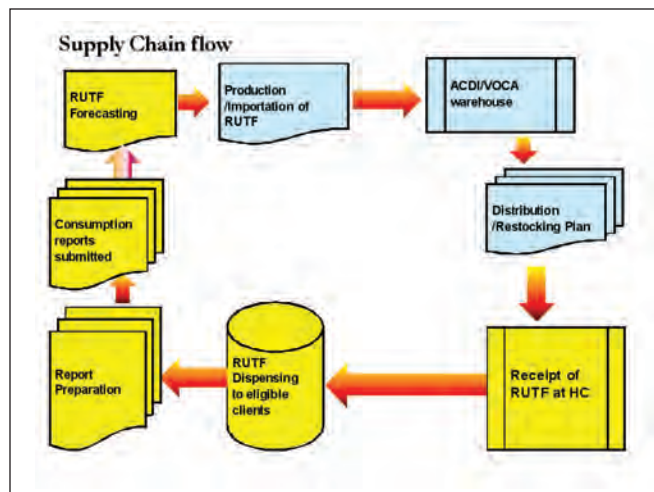 Supply Chain flow
RUTF
Forecasting
Production
/Importation of
RUTF
ACDI/VOCA
warehouse
Distribution
/Restocking Plan
Receipt of
RUTF at HC
RUTF
Dispensing
to eligible
clients
Report
Preparation
Consumption
reports
submitted